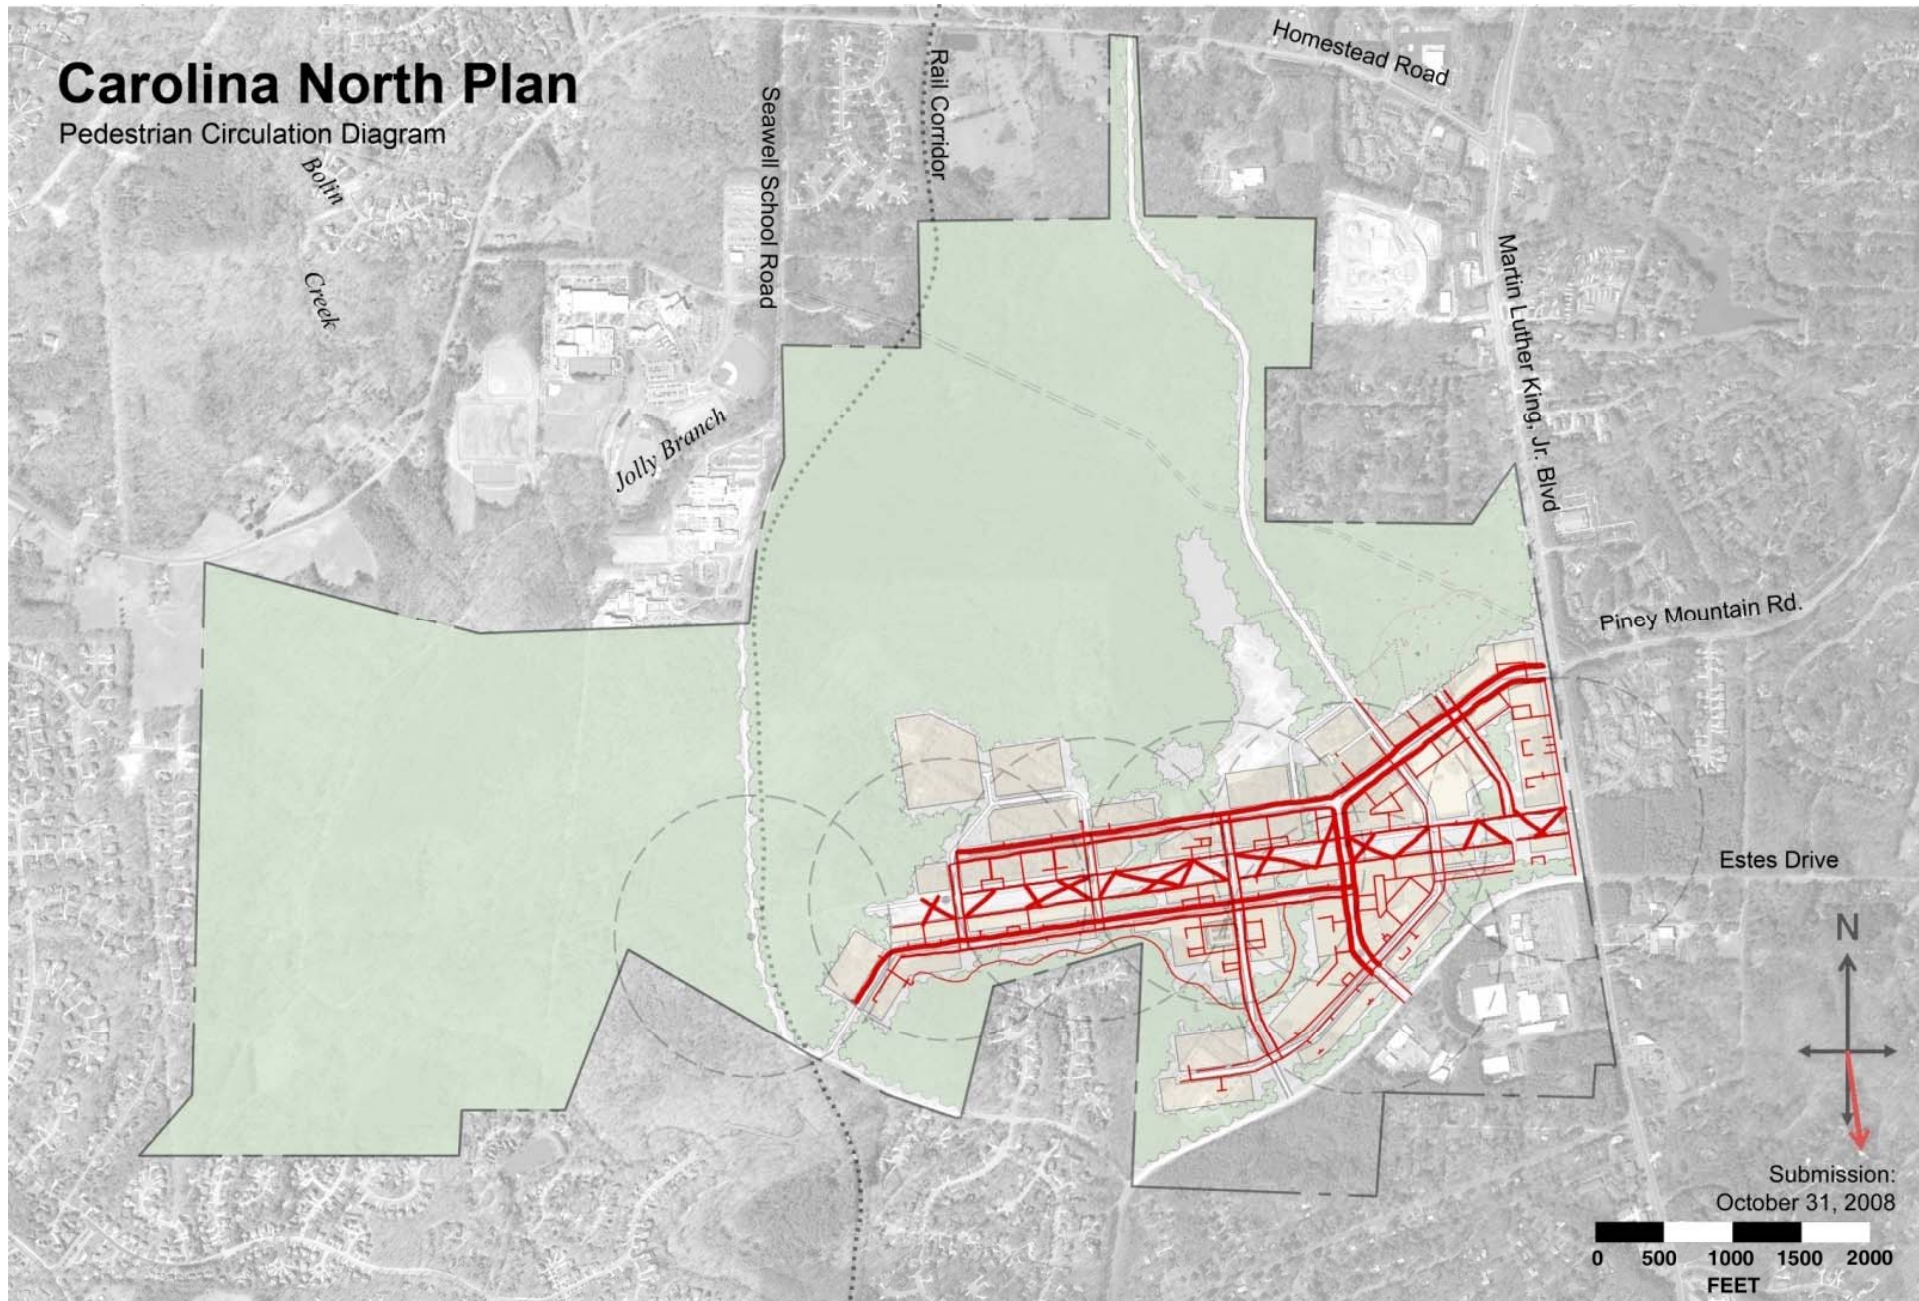 Carolina North Plan
Pedestrian Circulation Diagram
Homestead Road
Rail Corridor
Seawell School Road
Bolin
Creek
Martin Luther King, Jr. Blvd
Jolly Branch
Piney Mountain Rd.
Estes Drive
N
Submission:
October 31, 2008
0 500 1000 1500 2000
FEET